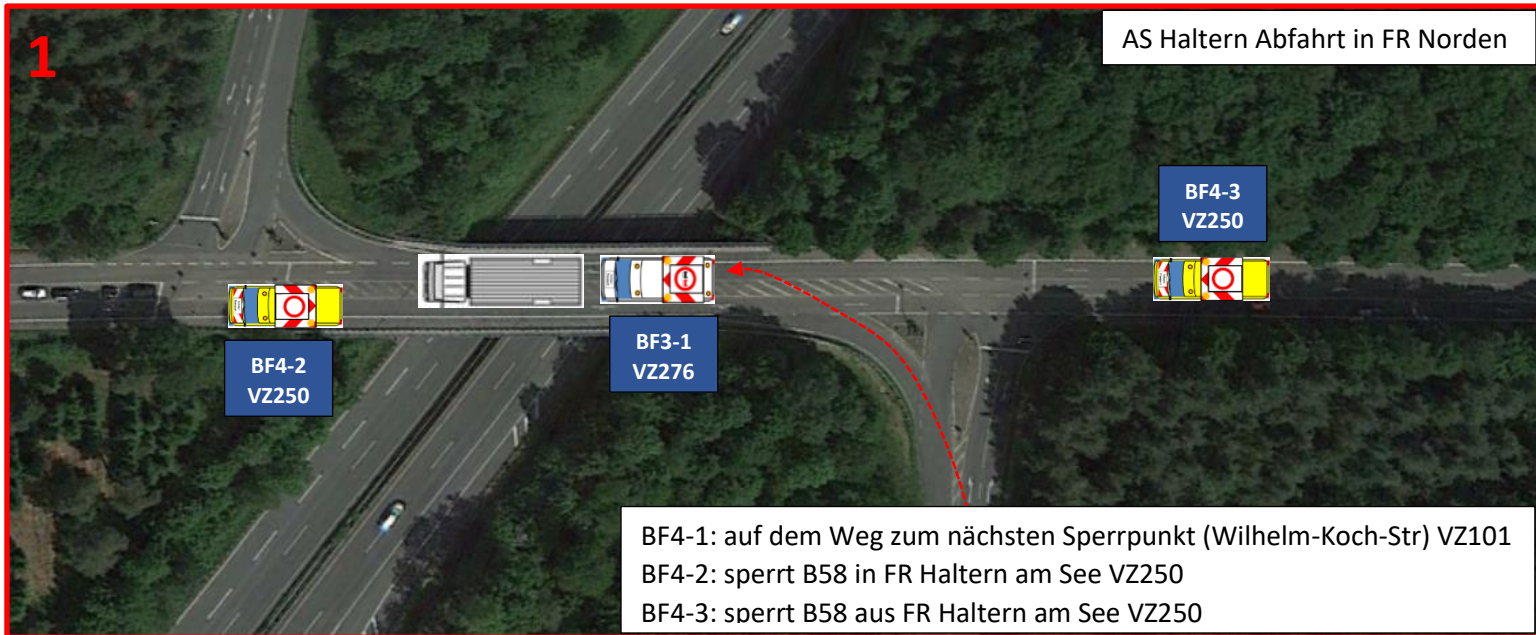 1
AS Haltern Abfahrt in FR Norden
BF4-3
VZ250
BF3-1
VZ276
BF4-2
VZ250
BF4-1: auf dem Weg zum nächsten Sperrpunkt (Wilhelm-Koch-Str) VZ101
BF4-2: sperrt B58 in FR Haltern am See VZ250
BF4-3: sperrt B58 aus FR Haltern am See VZ250